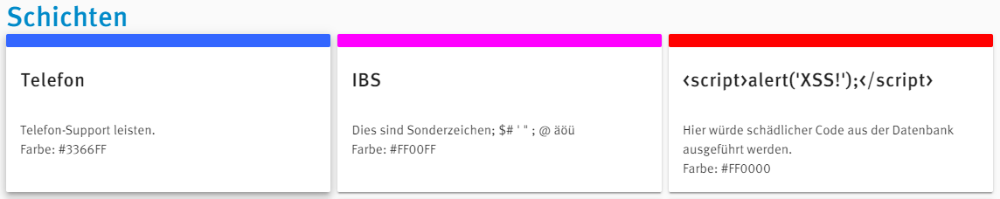 Schichten
Telefon
Telefon-Support leisten.
Farbe: #3366FF
IBS
Dies sind Sonderzeichen; $# ' " ; @ äöü
Farbe: #FF00FF
<script>alert('XSS!');</script>
Hier würde schädlicher Code aus der Datenbank
ausgeführt werden.
Farbe: #FF0000